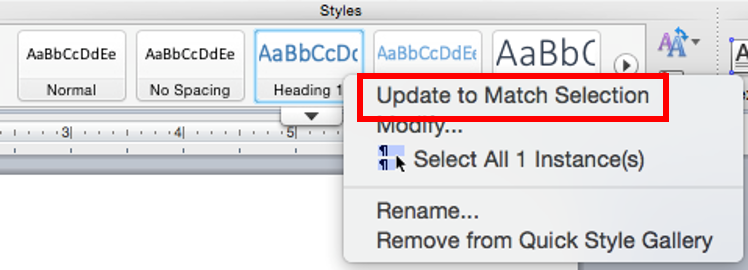 Styles
AaBbCcDdEe AaBbCcDdEe AaBbCcDc AaBbCcDdEe AaBbC
Normal No Spacing Heading 1
Update to Match Selection
Modify...
3 4 5
Select All 1 Instance(s)
Rename...
Remove from Quick Style Gallery